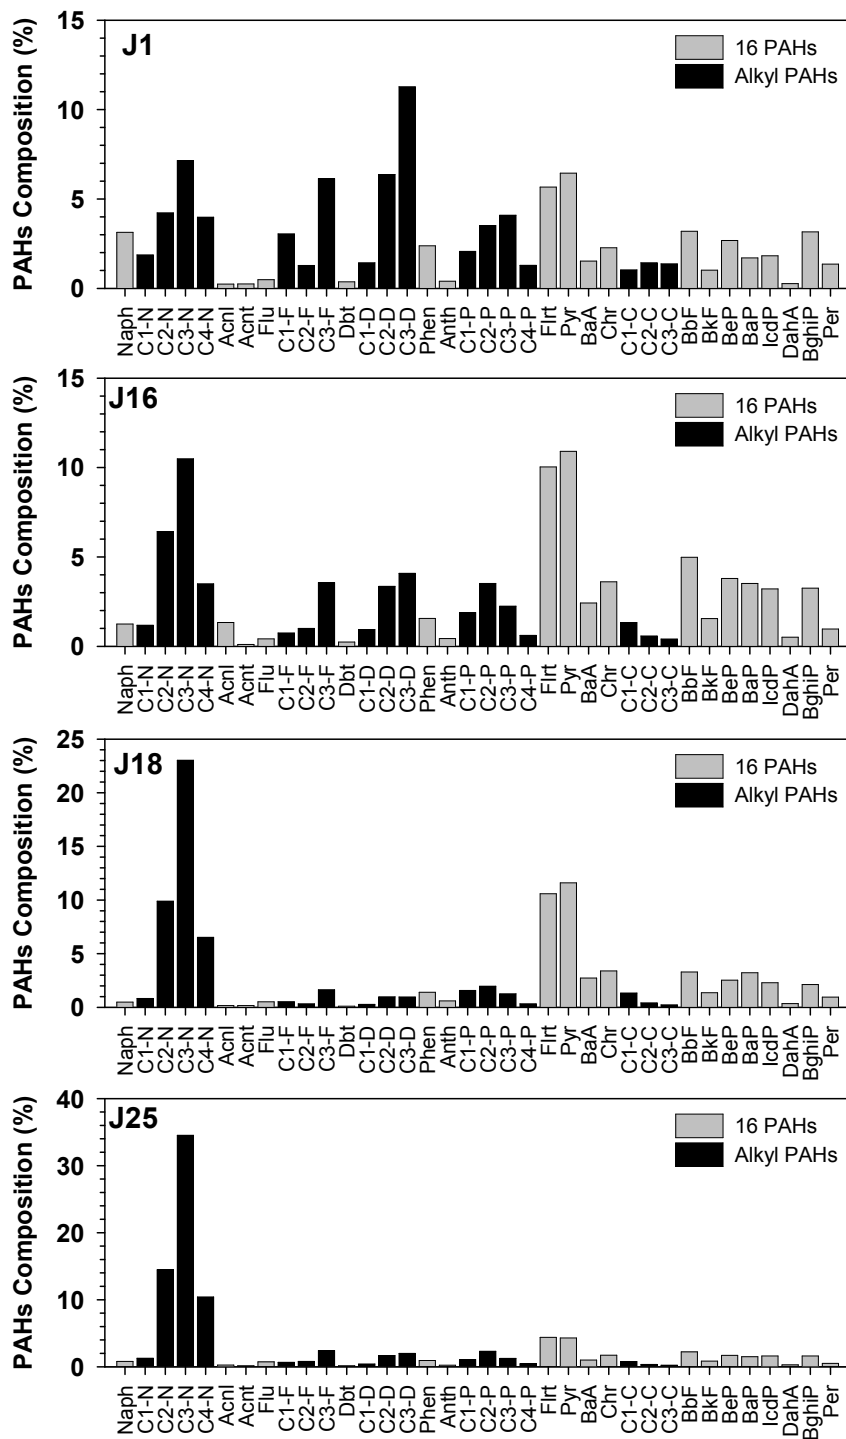 J1
16 PAHs
Alkyl PAHs
PAHs Composition (%)
15
10
5
0
Naph C1-N C2-N C3-N C4-N Acnl Acnt Flu C1-F C2-F C3-F Dbt C1-D C2-D C3-D Phen Anth C1-P C2-P C3-P C4-P Flrt Pyr BaA Chr C1-C C2-C C3-C BbF BkF BeP BaP IcdP DahA BghiP Per
J16
16 PAHs
Alkyl PAHs
PAHs Composition (%)
15
10
5
0
Naph C1-N C2-N C3-N C4-N Acnl Acnt Flu C1-F C2-F C3-F Dbt C1-D C2-D C3-D Phen Anth C1-P C2-P C3-P C4-P Flrt Pyr BaA Chr C1-C C2-C C3-C BbF BkF BeP BaP IcdP DahA BghiP Per
J18
16 PAHs
Alkyl PAHs
PAHs Composition (%)
25
20
15
10
5
0
Naph C1-N C2-N C3-N C4-N Acnl Acnt Flu C1-F C2-F C3-F Dbt C1-D C2-D C3-D Phen Anth C1-P C2-P C3-P C4-P Flrt Pyr BaA Chr C1-C C2-C C3-C BbF BkF BeP BaP IcdP DahA BghiP Per
J25
16 PAHs
Alkyl PAHs
PAHs Composition (%)
40
30
20
10
0
Naph C1-N C2-N C3-N C4-N Acnl Acnt Flu C1-F C2-F C3-F Dbt C1-D C2-D C3-D Phen Anth C1-P C2-P C3-P C4-P Flrt Pyr BaA Chr C1-C C2-C C3-C BbF BkF BeP BaP IcdP DahA BghiP Per